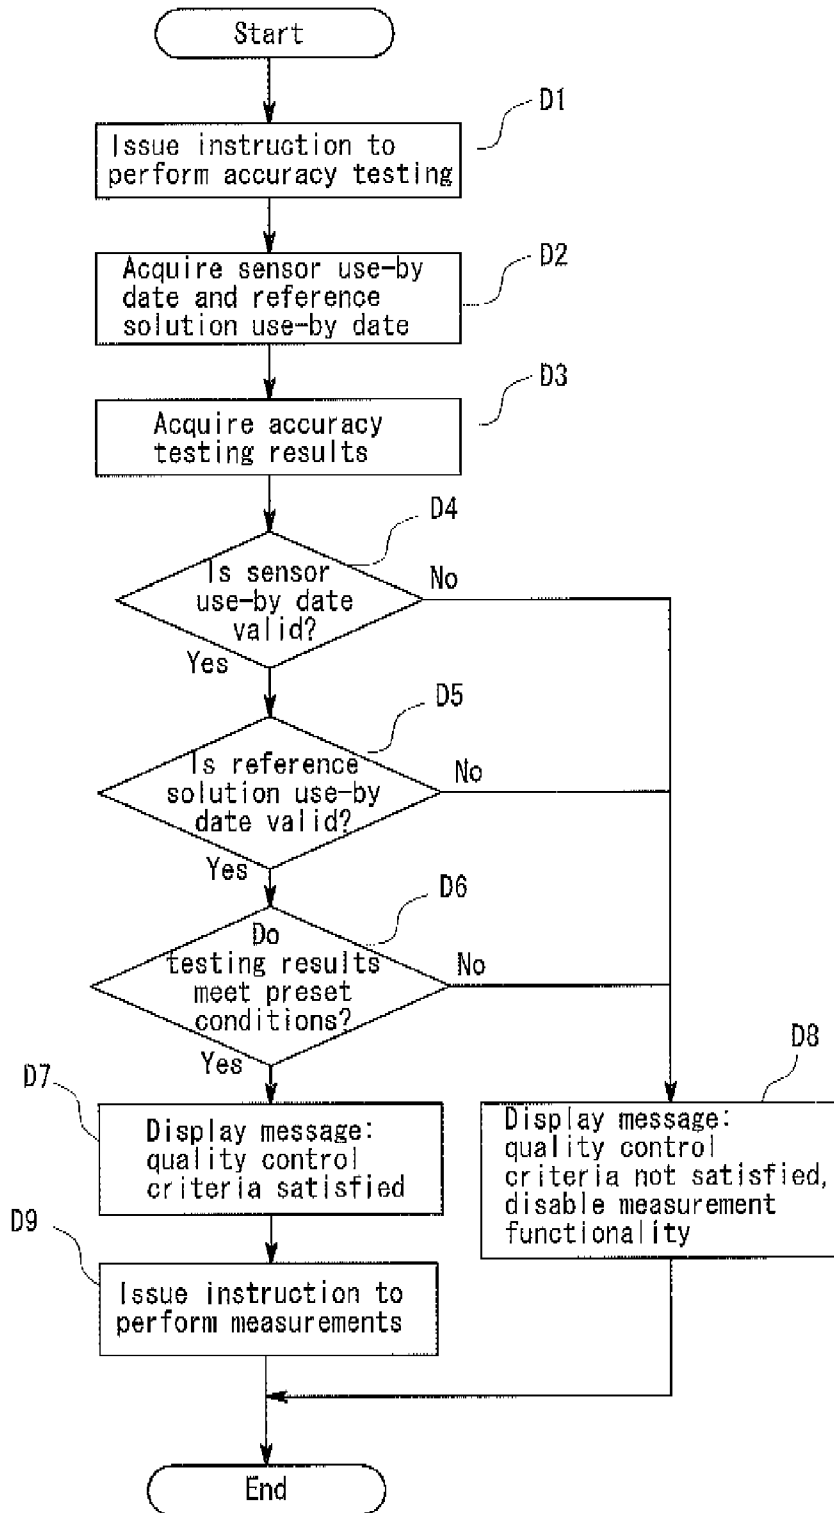 Start
D1
Issue instruction to
perform accuracy testing
D2
Acquire sensor use-by
date and reference
solution use-by date
D3
Acquire accuracy
testing results
D4
Is sensor
use-by date
valid?
No
Yes
D5
Is reference
solution use-by
date valid?
No
Yes
D6
Do
testing results
meet preset
conditions?
No
Yes
D7
Display message:
quality control
criteria satisfied
D8
Display message:
quality control
criteria not satisfied,
disable measurement
functionality
D9
Issue instruction to
perform measurements
End